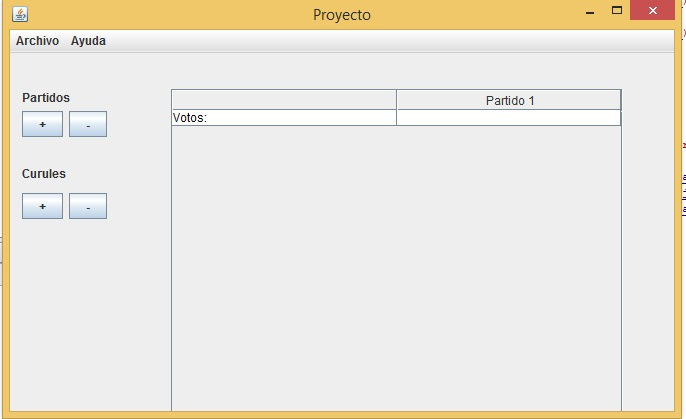 Proyecto
Archivo Ayuda
Partidos
+ -
Curules
+ -
Partido 1
Votos: